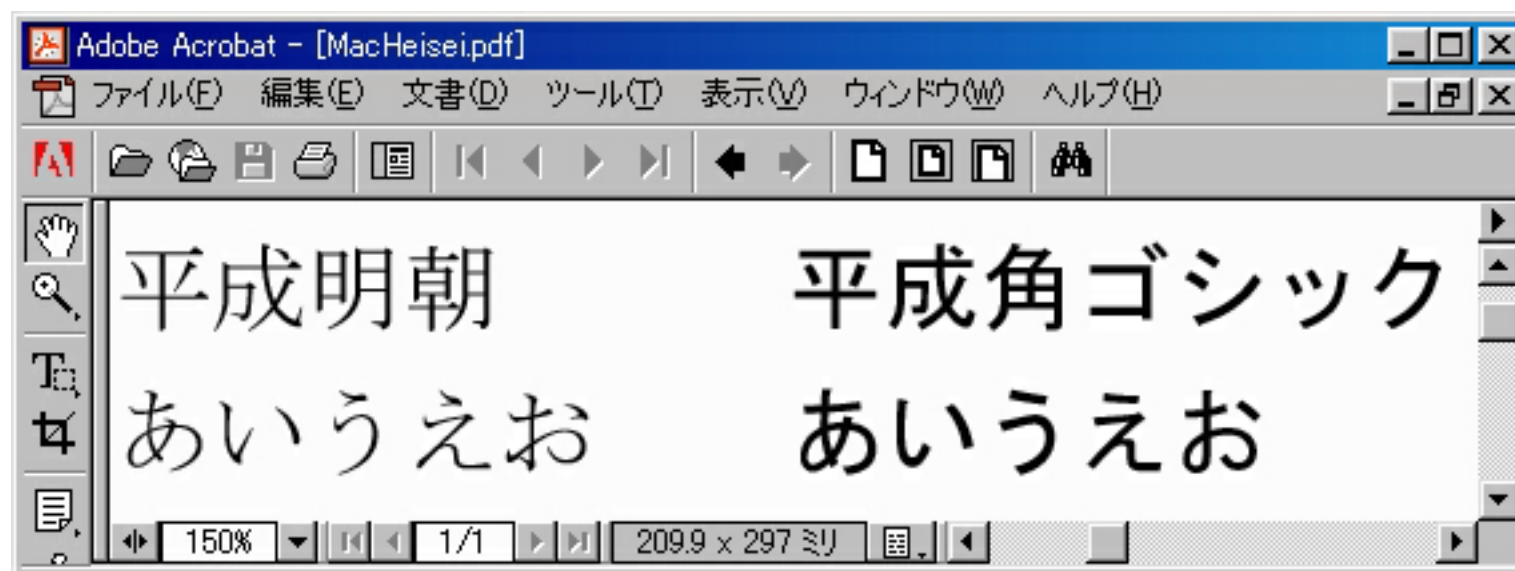 Adobe Acrobat - [MacHeisei.pdf]
ファイル(F) 編集(E) 文書(D) ツール(T) 表示(V) ウィンドウ(W) ヘルプ(H)
平成明朝 平成角ゴシック
あいうえお あいうえお
150% 1/1 209.9 x 297 ミリ